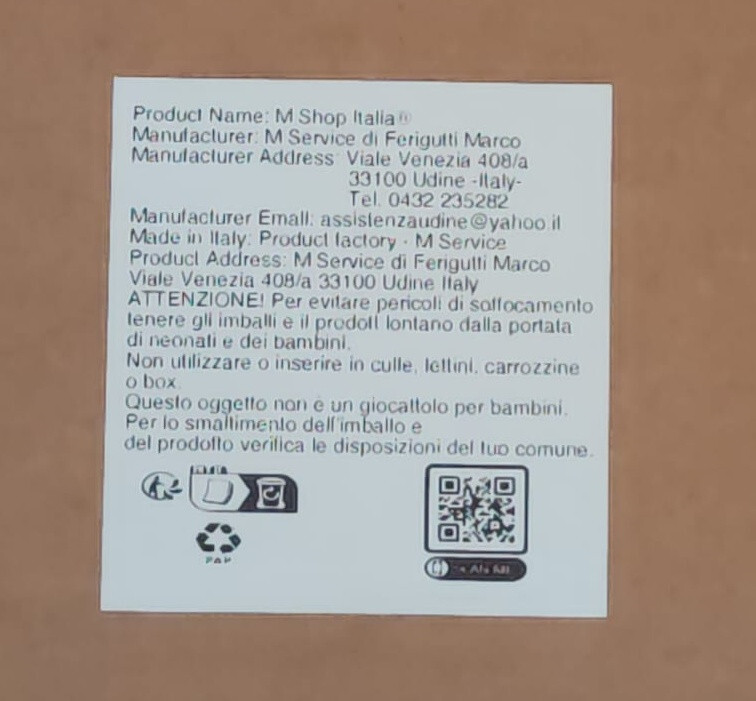 Product Name: M Shop Italia®
Manufacturer: M Service di Ferigutti Marco
Manufacturer Address: Viale Venezia 408/a
33100 Udine -Italy-
Tel. 0432 235282
Manufacturer Email: assistenzaudine@yahoo.it
Made in Italy: Product factory - M Service
Product Address: M Service di Ferigutti Marco
Viale Venezia 408/a 33100 Udine Italy
ATTENZIONE! Per evitare pericoli di soffocamento
tenere gli imballi e il prodott lontano dalla portata
di neonati e dei bambini.
Non utilizzare o inserire in culle, lettini, carrozzine
o box.
Questo oggetto non è un giocattolo per bambini.
Per lo smaltimento dell'imballo e
del prodotto verifica le disposizioni del tuo comune.
PAP